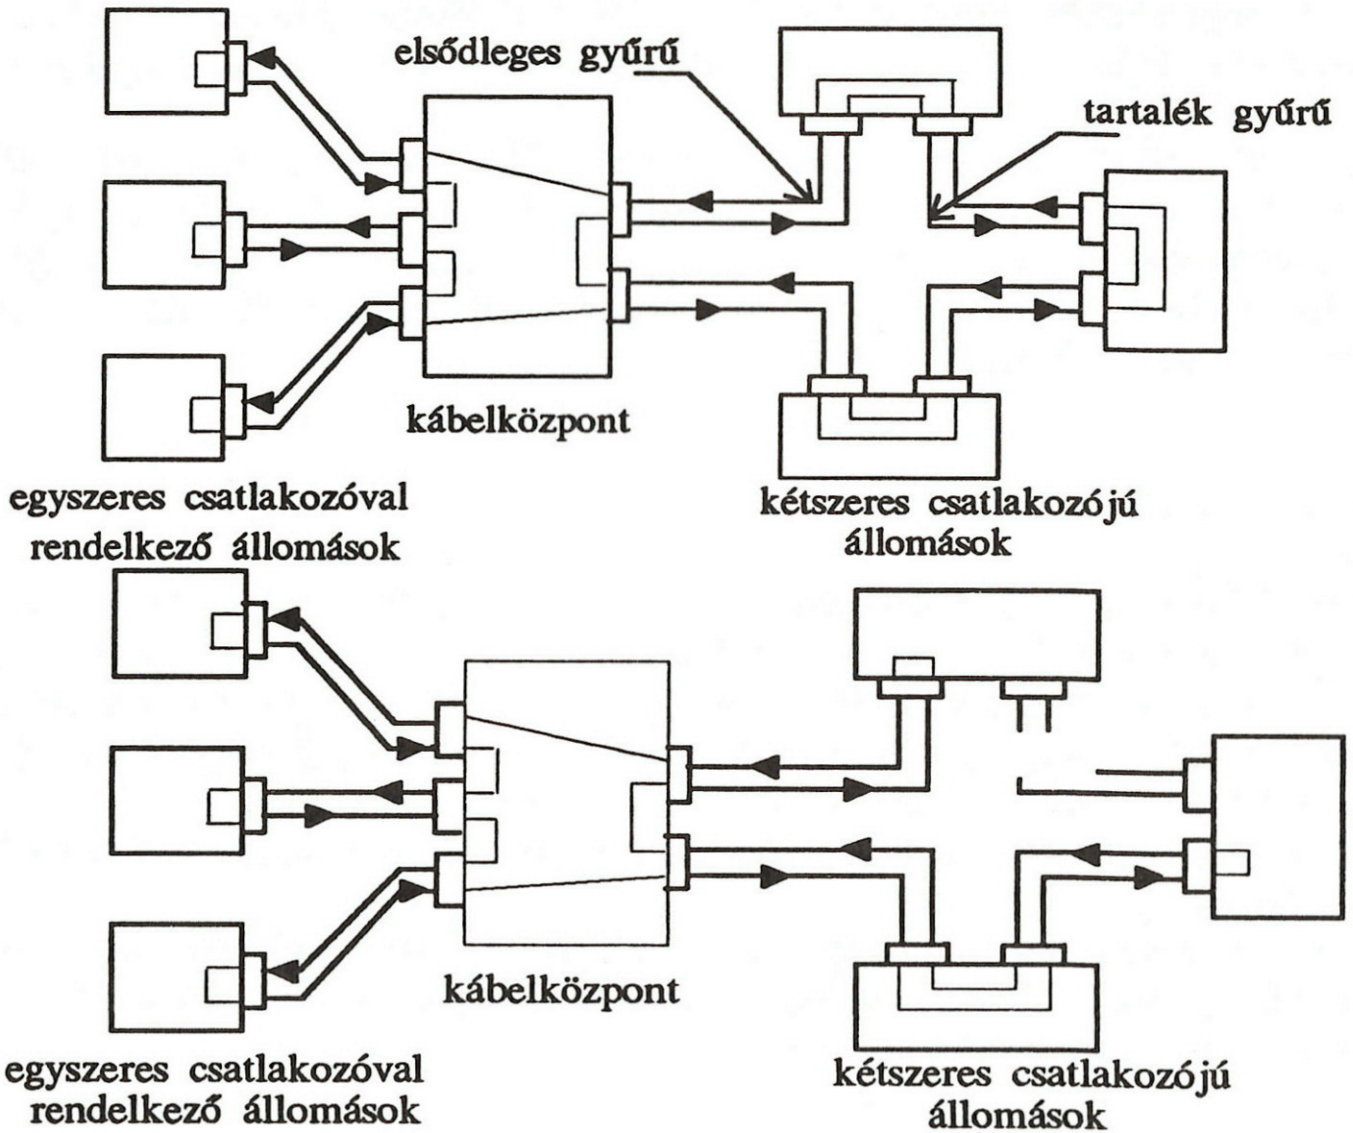 elsődleges gyűrű
tartalék gyűrű
kábelközpont
egyszeres csatlakozóval
rendelkező állomások
kétszeres csatlakozójú
állomások
kábelközpont
egyszeres csatlakozóval
rendelkező állomások
kétszeres csatlakozójú
állomások